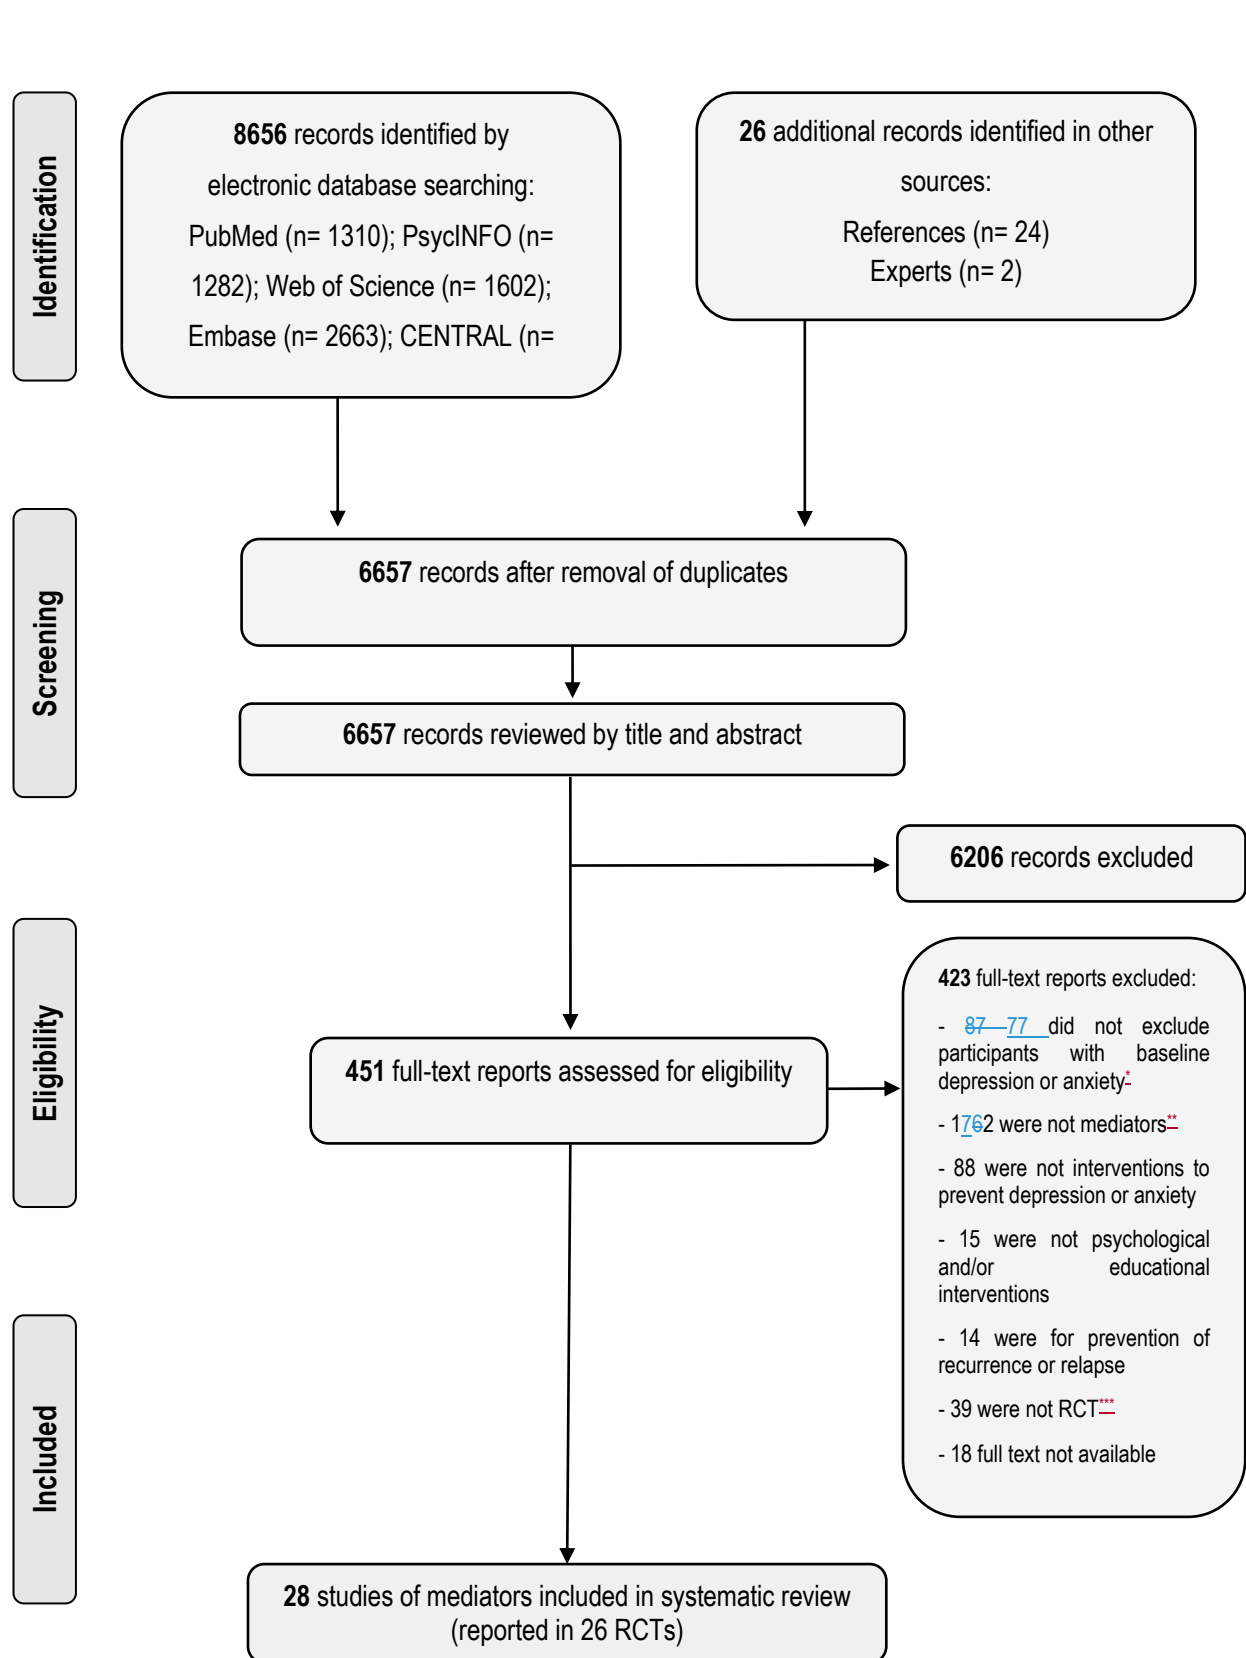 Identification
8656 records identified by
electronic database searching:
PubMed (n= 1310); PsycINFO (n=
1282); Web of Science (n= 1602);
Embase (n= 2663); CENTRAL (n=
26 additional records identified in other
sources:
References (n= 24)
Experts (n= 2)
Screening
6657 records after removal of duplicates
6657 records reviewed by title and abstract
6206 records excluded
Eligibility
451 full-text reports assessed for eligibility
423 full-text reports excluded:
- 87 77 did not exclude
participants with baseline
depression or anxiety*
- 1762 were not mediators**
- 88 were not interventions to
prevent depression or anxiety
- 15 were not psychological
and/or educational
interventions
- 14 were for prevention of
recurrence or relapse
- 39 were not RCT***
- 18 full text not available
Included
28 studies of mediators included in systematic review
(reported in 26 RCTs)